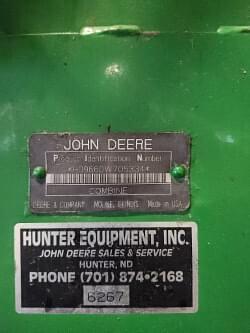 JOHN DEERE
Product Identification Number
*H09660W705334*
COMBINE
DEERE & COMPANY MOLINE, ILLINOIS Made in USA
HUNTER EQUIPMENT, INC.
JOHN DEERE SALES & SERVICE
HUNTER, ND
PHONE (701) 874•2168
6267